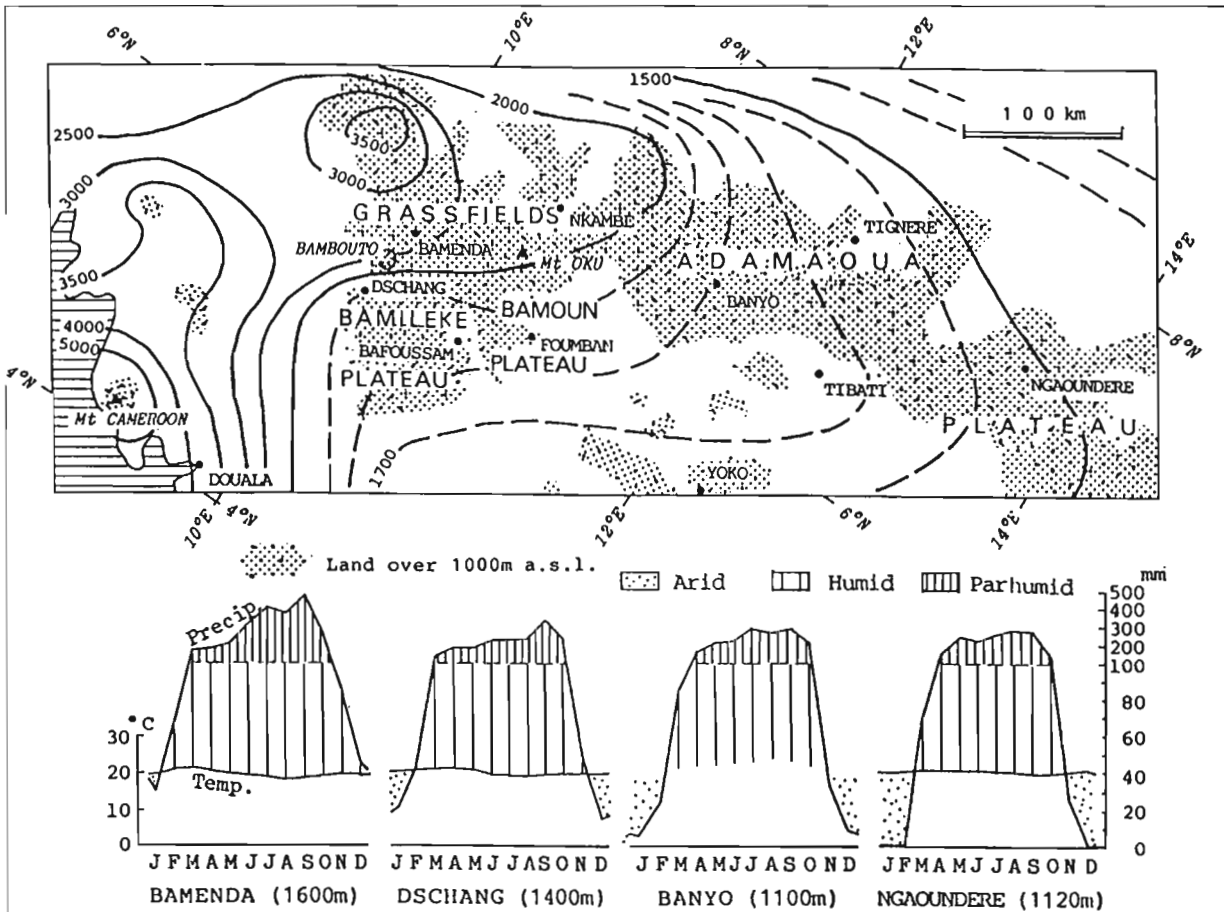 6°N
10°E
8°N
12°E
2500
3000
3500
4000
5000
3500
3000
2000
1500
100 km
GRASSFIELDS
NKAMBE
BAMBOUTO
BAMENDA
Mt OKU
DSCHANG
BAMILEKE
BAFOUSSAM
PLATEAU
BAMOUN
FOUMBAN
PLATEAU
ADAMAOUA
TIGNERE
BANYO
TIBATI
NGAOUNDERE
PLATEAU
14°E
8°N
4°N
Mt CAMEROON
DOUALA
1700
YOKO
10°E
4°N
12°E
6°N
14°E
Land over 1000m a.s.l.
Arid
Humid
Parhumid
mm
500
400
300
200
100
80
60
40
20
0
°C
30
20
10
0
Precip.
Temp.
J F M A M J J A S O N D
BAMENDA (1600m)
J F M A M J J A S O N D
DSCHANG (1400m)
J F M A M J J A S O N D
BANYO (1100m)
J F M A M J J A S O N D
NGAOUNDERE (1120m)